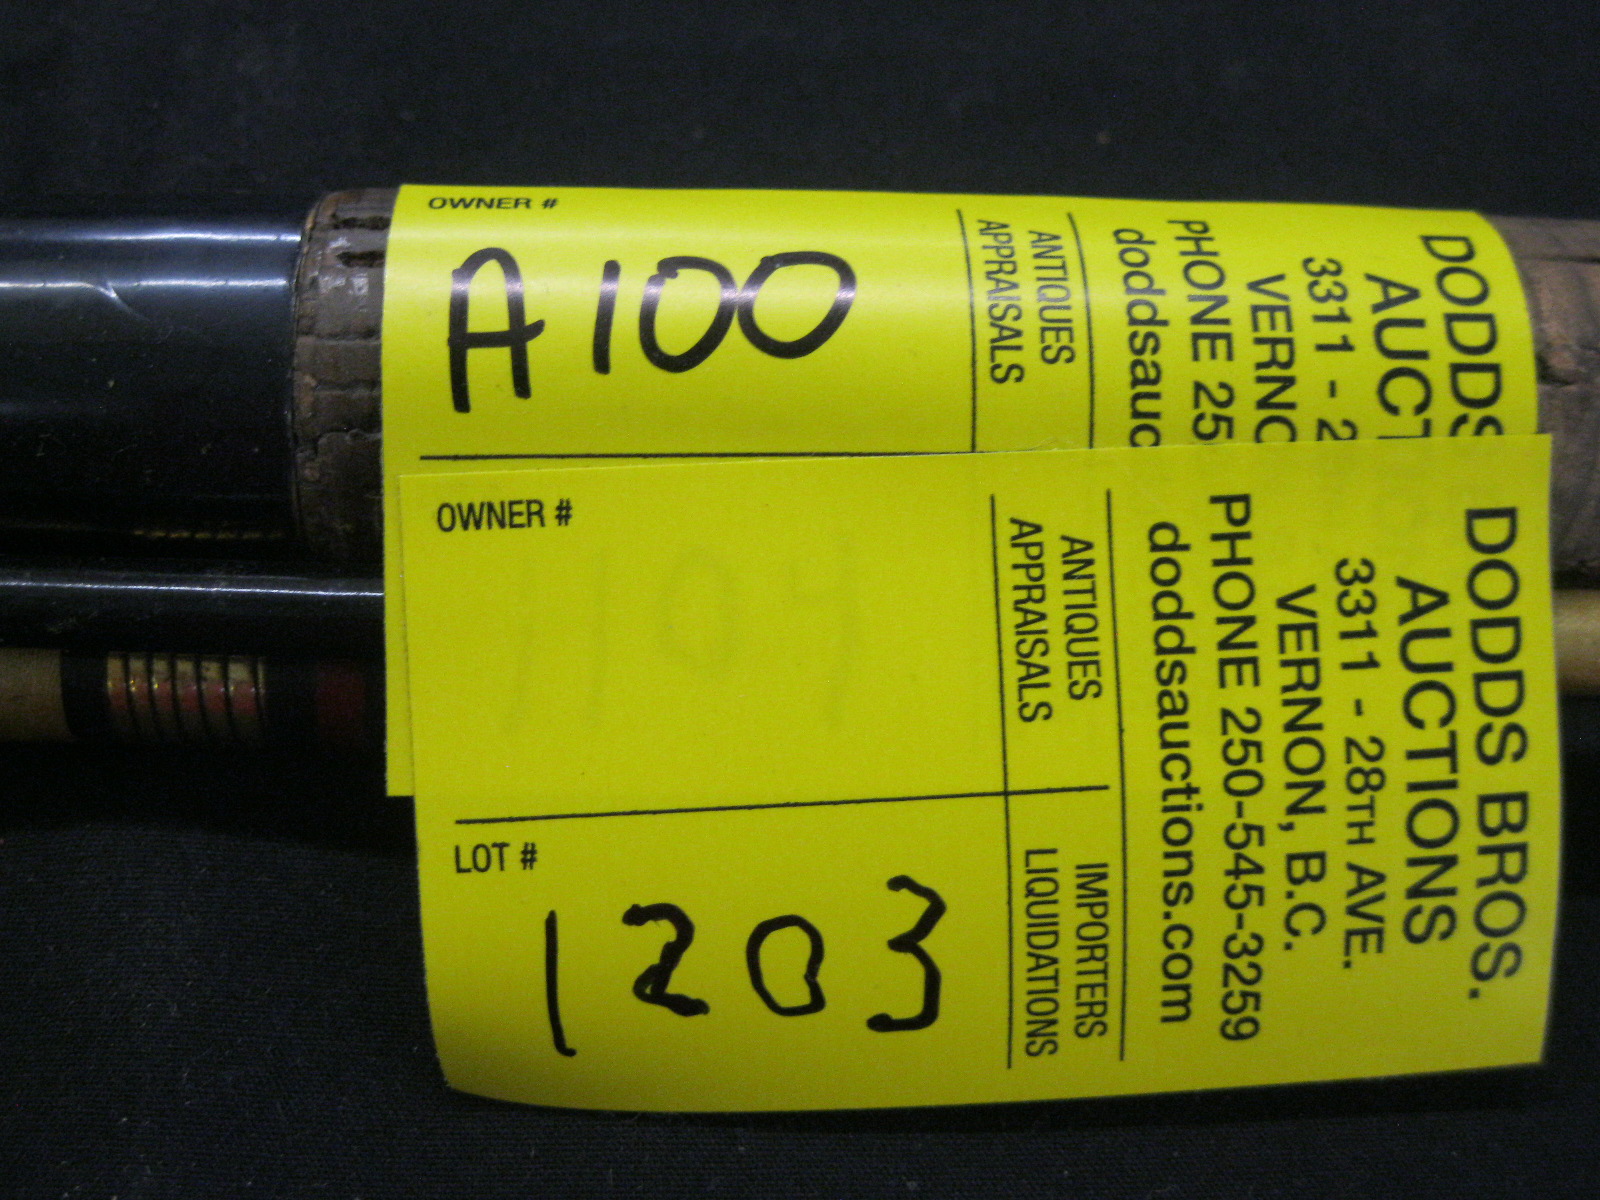 OWNER #
A100
ANTIQUES
APPRAISALS
DODDS
AUCT
3311 - 2
VERNO
PHONE 25
doddsauc
OWNER #
LOT #
1203
ANTIQUES IMPORTERS
APPRAISALS LIQUIDATIONS
DODDS BROS.
AUCTIONS
3311 - 28TH AVE.
VERNON, B.C.
PHONE 250-545-3259
doddsauctions.com